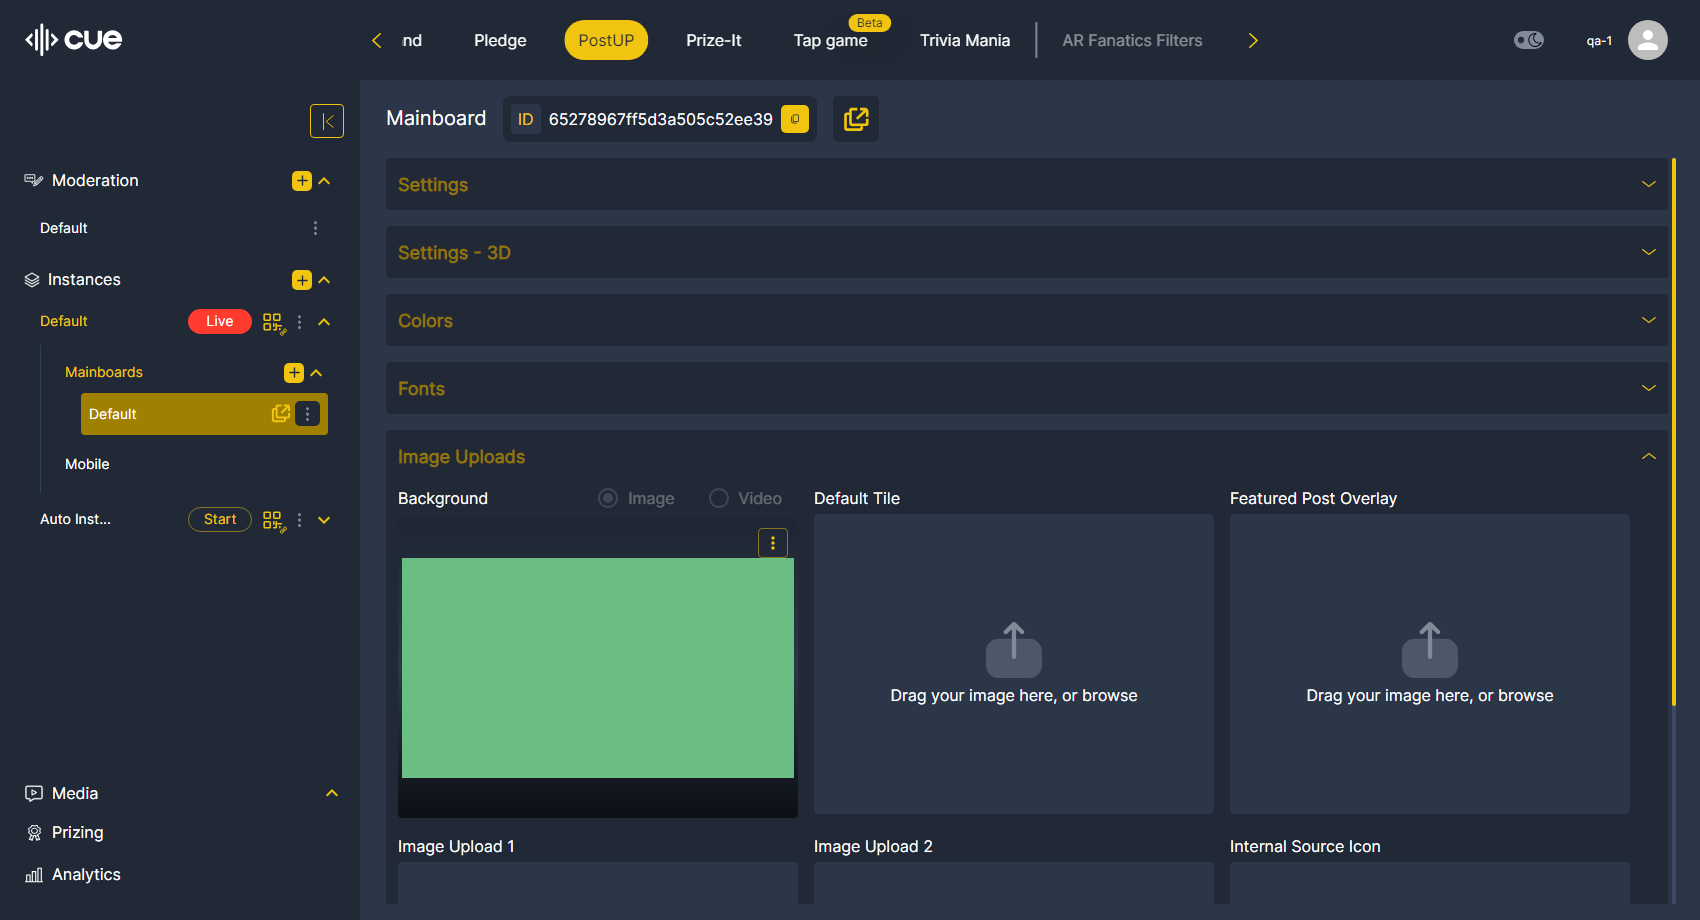 cue
nd
Pledge
PostUP
Prize-It
Tap game
Beta
Trivia Mania
AR Fanatics Filters
qa-1
Moderation
Default
Instances
Default
Live
Mainboards
Default
Mobile
Auto Inst...
Start
Media
Prizing
Analytics
Mainboard
ID
65278967ff5d3a505c52ee39
Settings
Settings - 3D
Colors
Fonts
Image Uploads
Background
Image
Video
Default Tile
Featured Post Overlay
Drag your image here, or browse
Drag your image here, or browse
Image Upload 1
Image Upload 2
Internal Source Icon